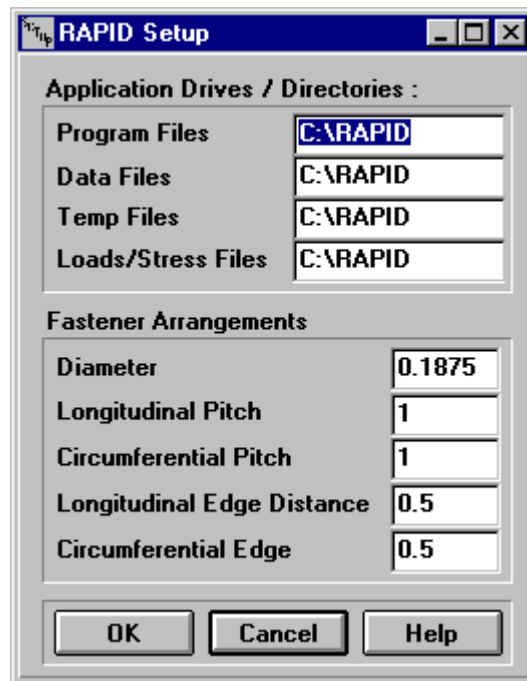 RAPID Setup
Application Drives / Directories :
Program Files C:\RAPID
Data Files C:\RAPID
Temp Files C:\RAPID
Loads/Stress Files C:\RAPID
Fastener Arrangements
Diameter 0.1875
Longitudinal Pitch 1
Circumferential Pitch 1
Longitudinal Edge Distance 0.5
Circumferential Edge 0.5
OK Cancel Help